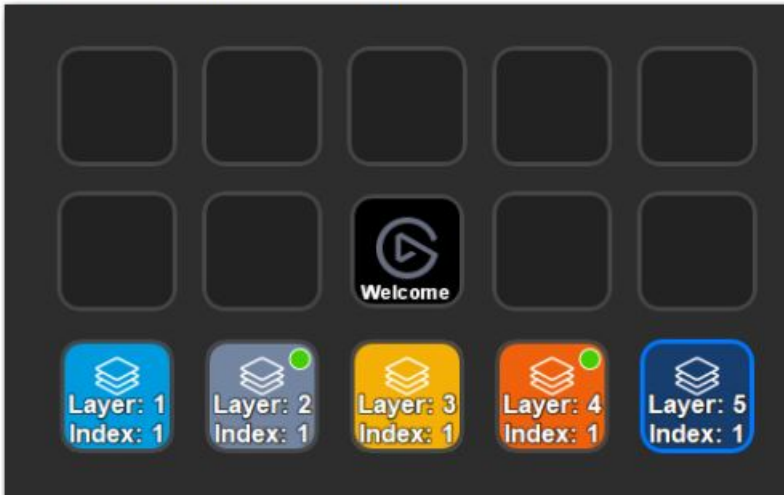 Welcome
Layer: 1
Index: 1
Layer: 2
Index: 1
Layer: 3
Index: 1
Layer: 4
Index: 1
Layer: 5
Index: 1